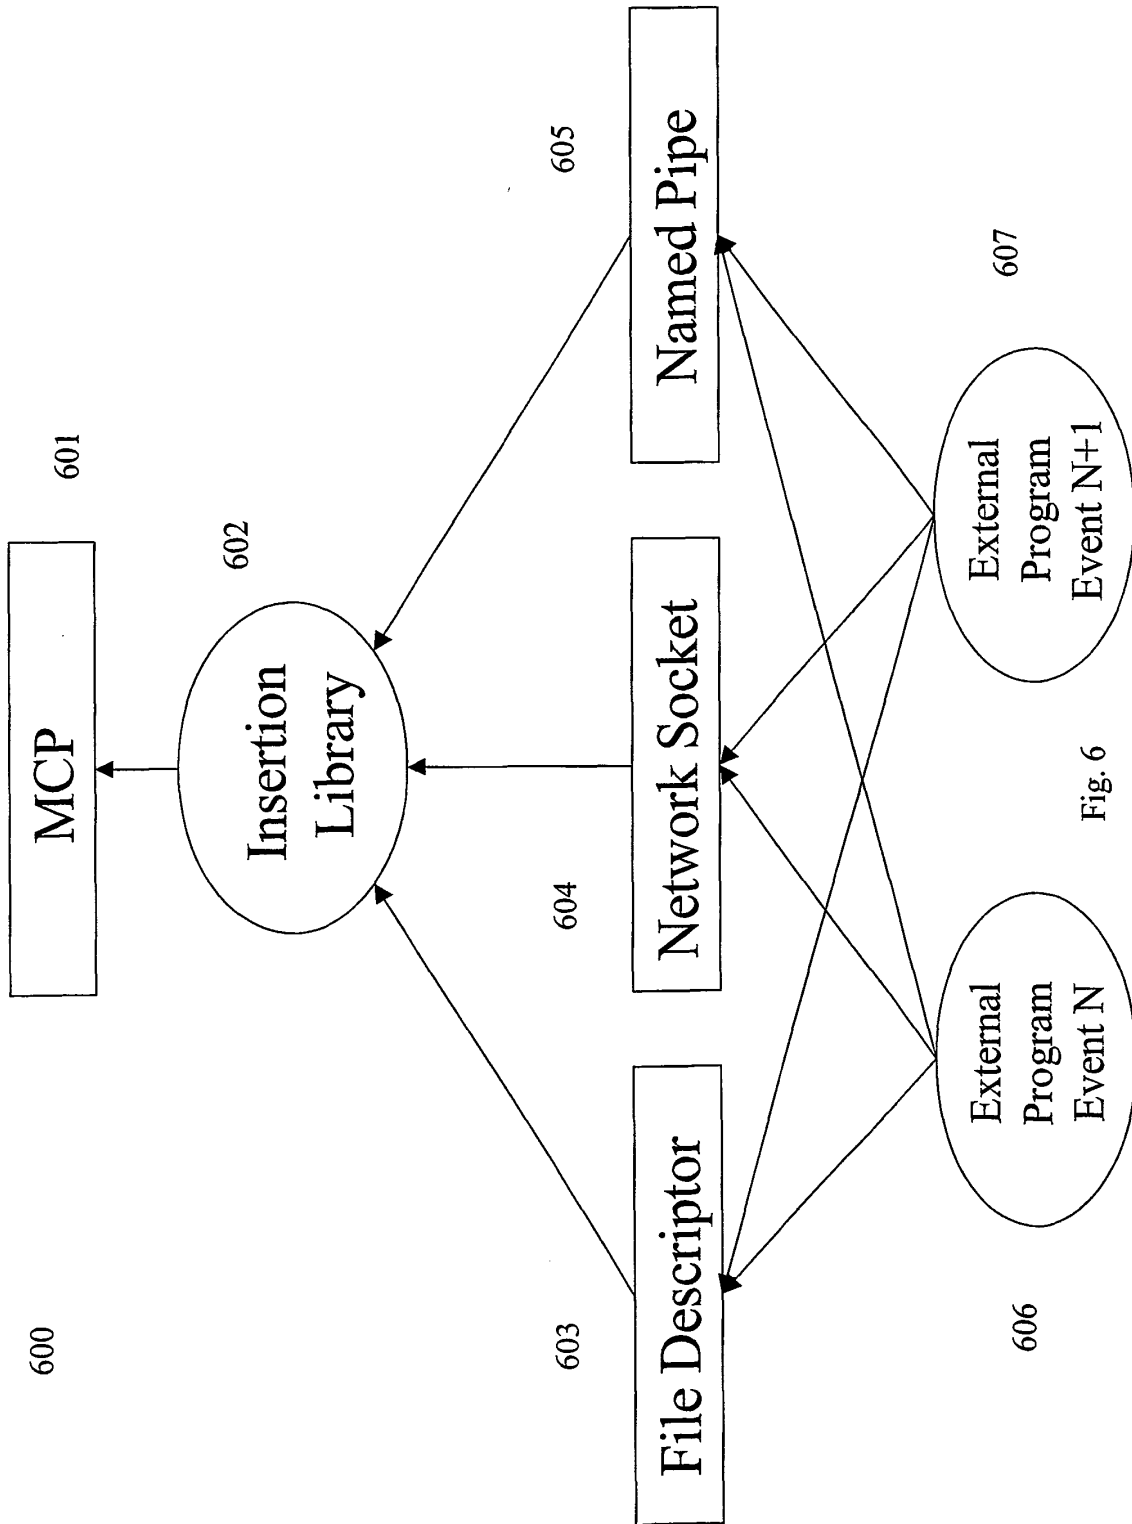 600
MCP
601
Insertion
Library
602
603
604
605
File Descriptor
Network Socket
Named Pipe
606
External
Program
Event N
External
Program
Event N+1
607
Fig. 6